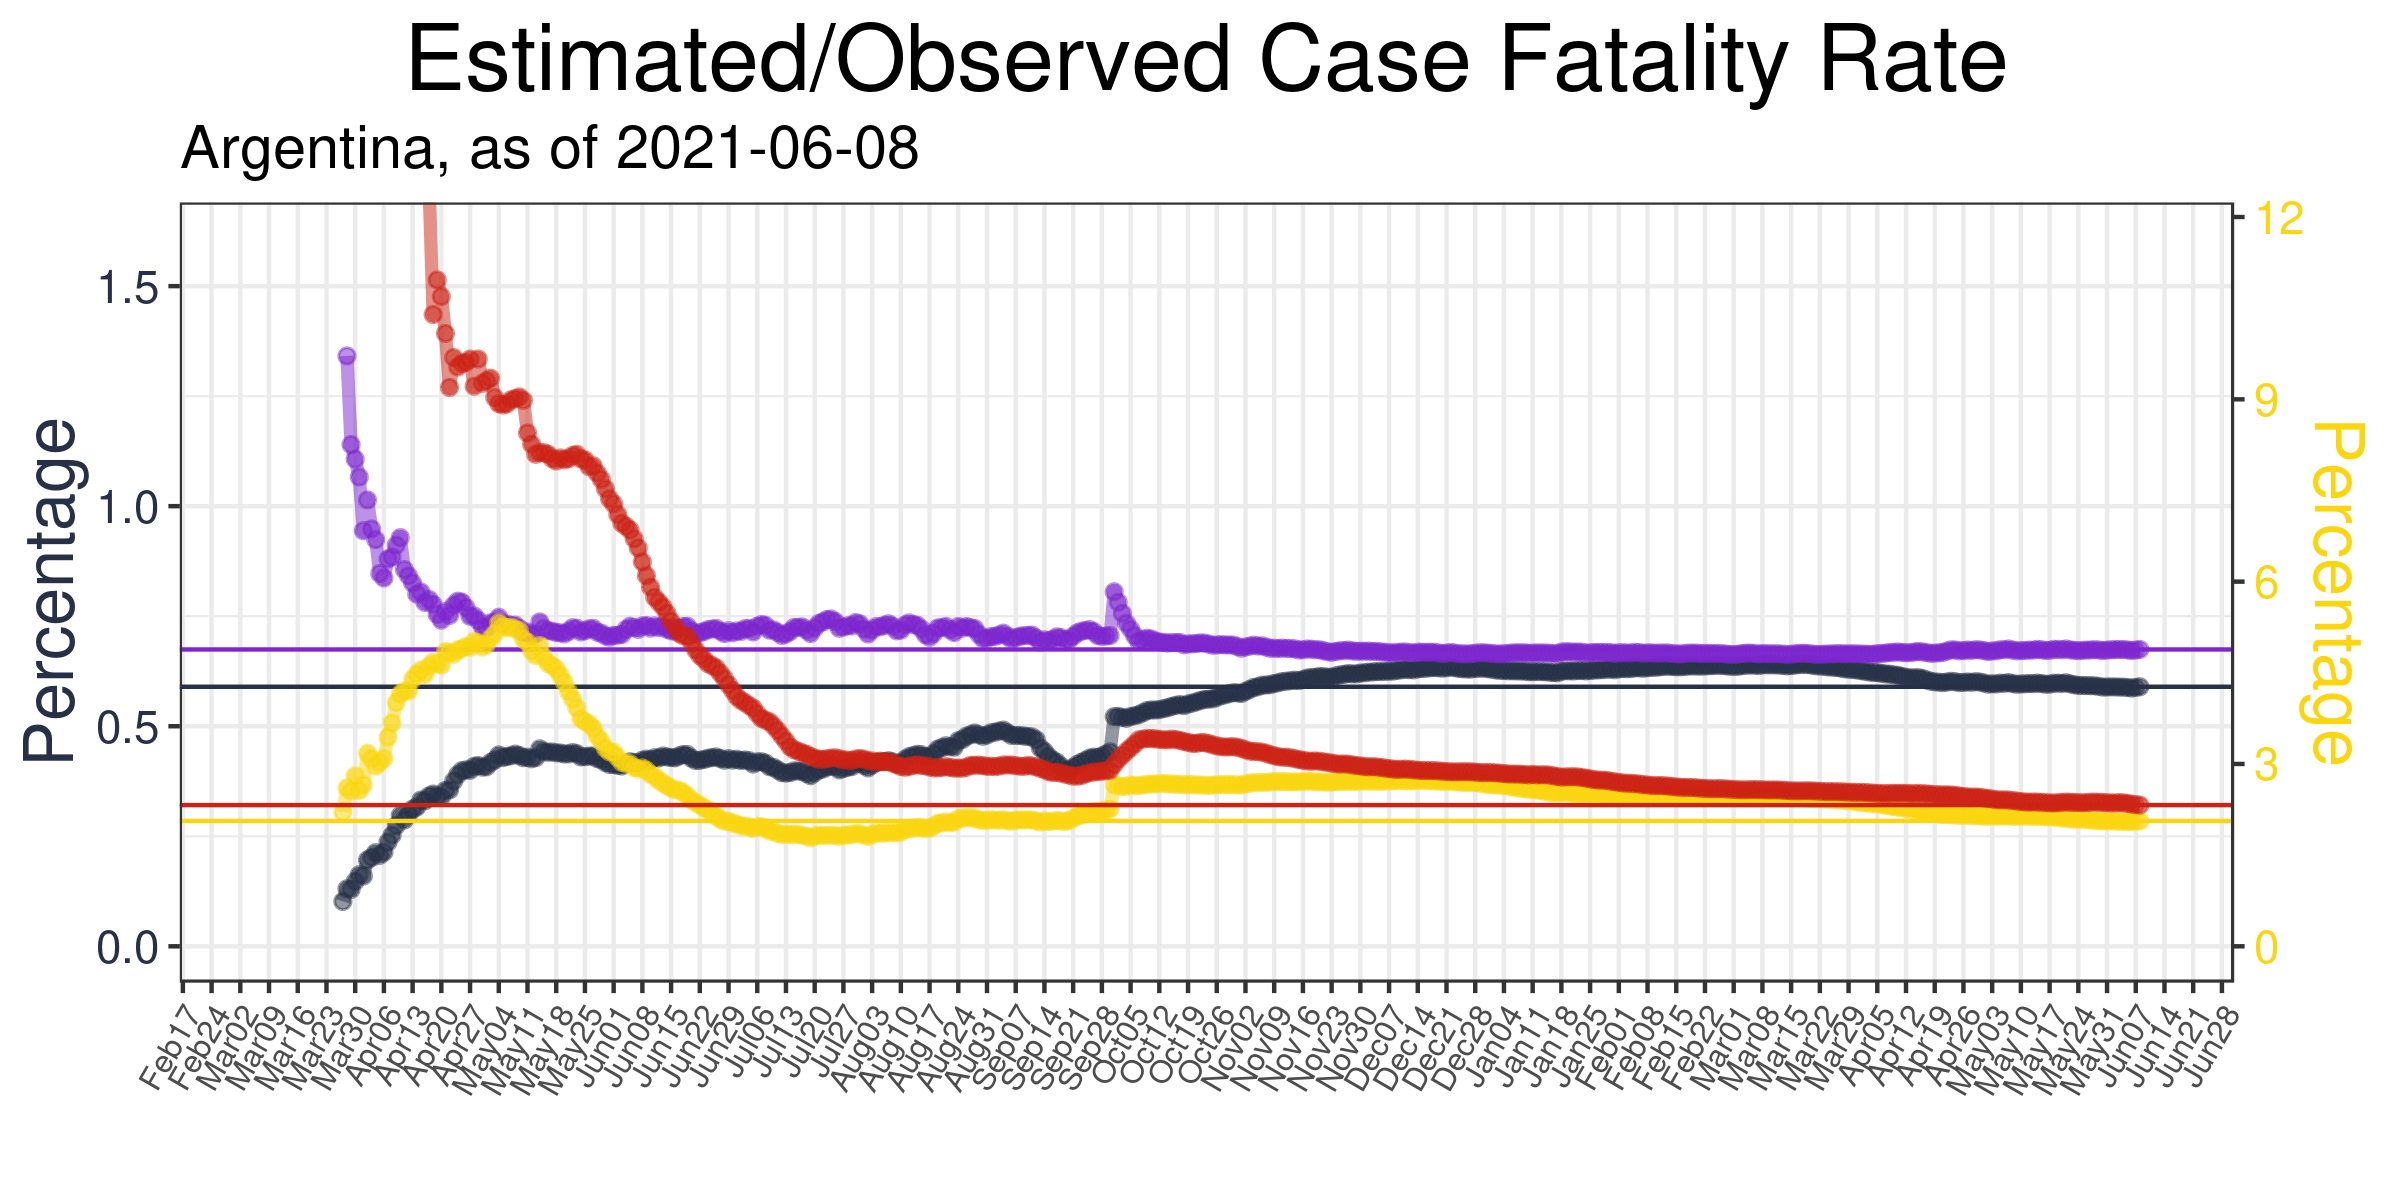 Estimated/Observed Case Fatality Rate
Argentina, as of 2021-06-08
Percentage
1.5
1.0
0.5
0.0
12
9
6
3
0
Percentage
Feb17
Feb24
Mar02
Mar09
Mar16
Mar23
Mar30
Apr06
Apr13
Apr20
Apr27
May04
May11
May18
May25
Jun01
Jun08
Jun15
Jun22
Jun29
Jul06
Jul13
Jul20
Jul27
Aug03
Aug10
Aug17
Aug24
Aug31
Sep07
Sep14
Sep21
Sep28
Oct05
Oct12
Oct19
Oct26
Nov02
Nov09
Nov16
Nov23
Nov30
Dec07
Dec14
Dec21
Dec28
Jan04
Jan11
Jan18
Jan25
Feb01
Feb08
Feb15
Feb22
Mar01
Mar08
Mar15
Mar22
Mar29
Apr05
Apr12
Apr19
Apr26
May03
May10
May17
May24
May31
Jun07
Jun14
Jun21
Jun28